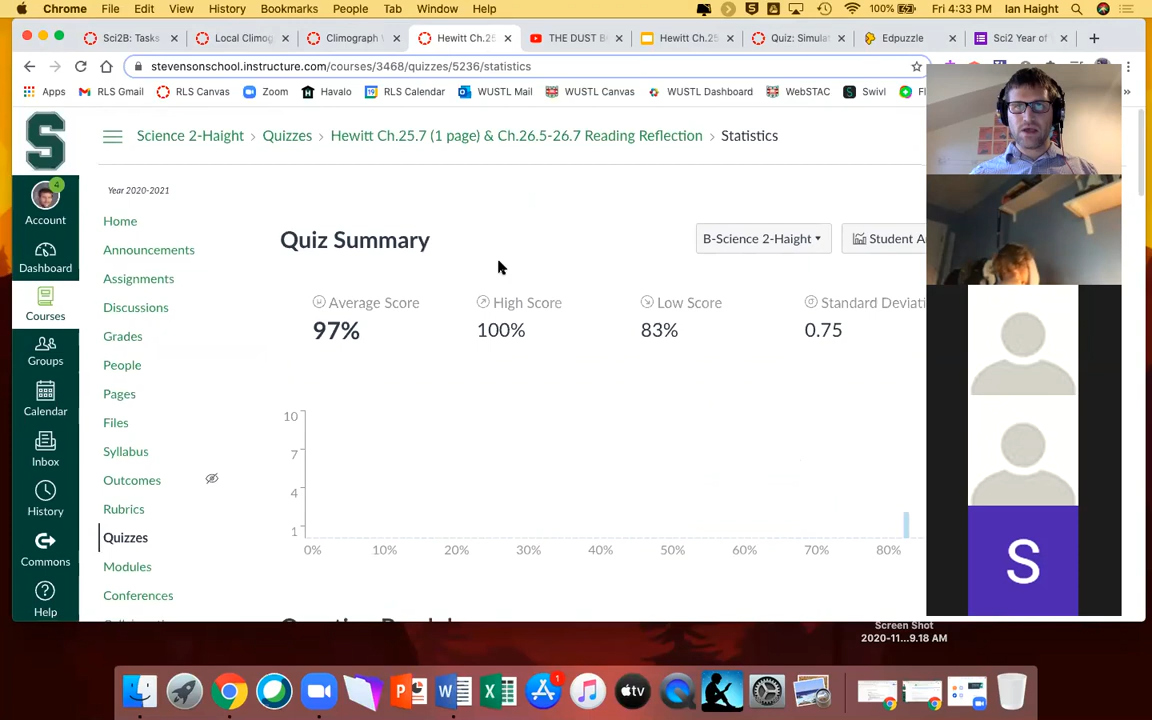 Chrome File Edit View History Bookmarks People Tab Window Help 100% Fri 4:33 PM Ian Haight
Sci2B: Tasks Local Climog Climograph Hewitt Ch.25 THE DUST B Hewitt Ch.25 Quiz: Simulat Edpuzzle Sci2 Year of
stevensonschool.instructure.com/courses/3468/quizzes/5236/statistics
Apps RLS Gmail RLS Canvas Zoom Havalo RLS Calendar WUSTL Mail WUSTL Canvas WUSTL Dashboard WebSTAC Swivl Fl
S
Science 2-Haight > Quizzes > Hewitt Ch.25.7 (1 page) & Ch.26.5-26.7 Reading Reflection > Statistics
4
Account
Dashboard
Courses
Groups
Calendar
Inbox
History
Commons
Help
Year 2020-2021
Home
Announcements
Assignments
Discussions
Grades
People
Pages
Files
Syllabus
Outcomes
Rubrics
Quizzes
Modules
Conferences
Quiz Summary
B-Science 2-Haight
Student A
Average Score High Score Low Score Standard Deviati
97% 100% 83% 0.75
10
7
4
1
0% 10% 20% 30% 40% 50% 60% 70% 80%
S
Screen Shot
2020-11...9.18 AM
1
P W X tv